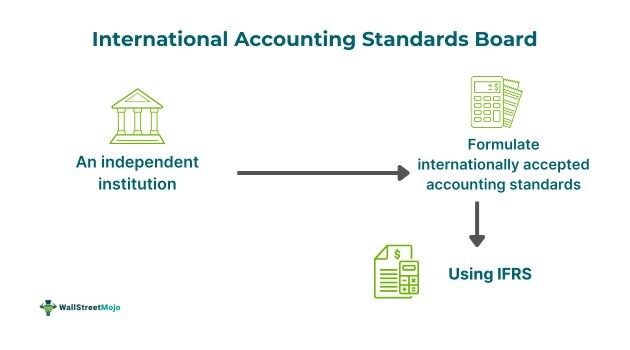 International Accounting Standards Board
An independent
institution
Formulate
internationally accepted
accounting standards
Using IFRS
WallStreetMojo